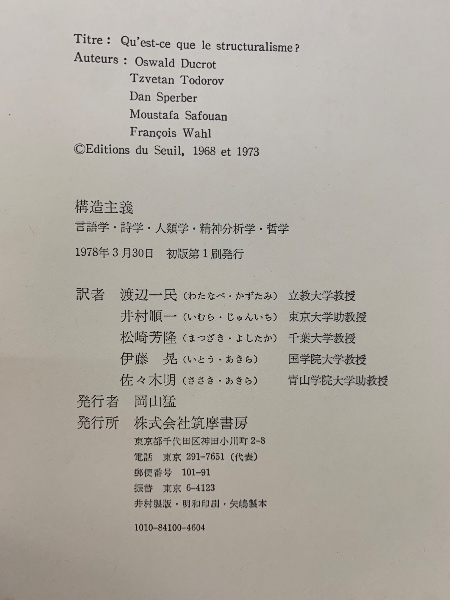 Titre : Qu'est-ce que le structuralisme?
Auteurs : Oswald Ducrot
Tzvetan Todorov
Dan Sperber
Moustafa Safouan
François Wahl
©Editions du Seuil, 1968 et 1973
構造主義
言語学・詩学・人類学・精神分析学・哲学
1978年3月30日 初版第1刷発行
訳者 渡辺一民(わたなべ・かずたみ) 立教大学教授
井村順一(いむら・じゅんいち) 東京大学助教授
松崎芳隆(まつざき・よしたか) 千葉大学教授
伊藤 晃(いとう・あきら) 国学院大学助教授
佐々木明(ささき・あきら) 青山学院大学助教授
発行者 岡山猛
発行所 株式会社筑摩書房
東京都千代田区神田小川町2-8
電話 東京 291-7651(代表)
郵便番号 101-91
振替 東京 6-4123
井村製版・明和印刷・矢嶋製本
1010-84100-4604